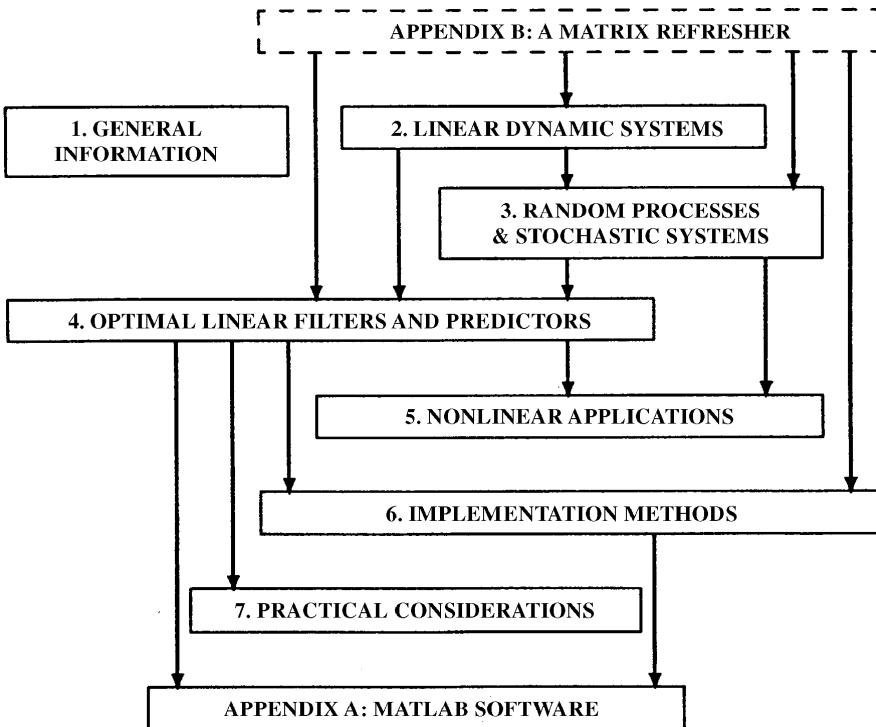 APPENDIX B: A MATRIX REFRESHER
1. GENERAL
INFORMATION
2. LINEAR DYNAMIC SYSTEMS
3. RANDOM PROCESSES
& STOCHASTIC SYSTEMS
4. OPTIMAL LINEAR FILTERS AND PREDICTORS
5. NONLINEAR APPLICATIONS
6. IMPLEMENTATION METHODS
7. PRACTICAL CONSIDERATIONS
APPENDIX A: MATLAB SOFTWARE